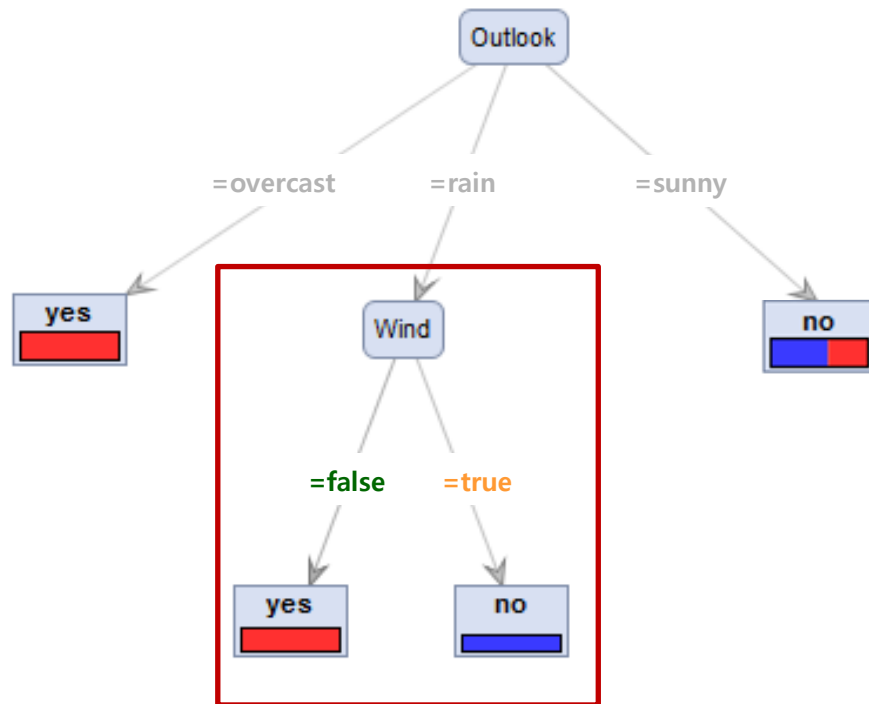 Outlook
=overcast
=rain
=sunny
yes
Wind
no
=false
=true
yes
no